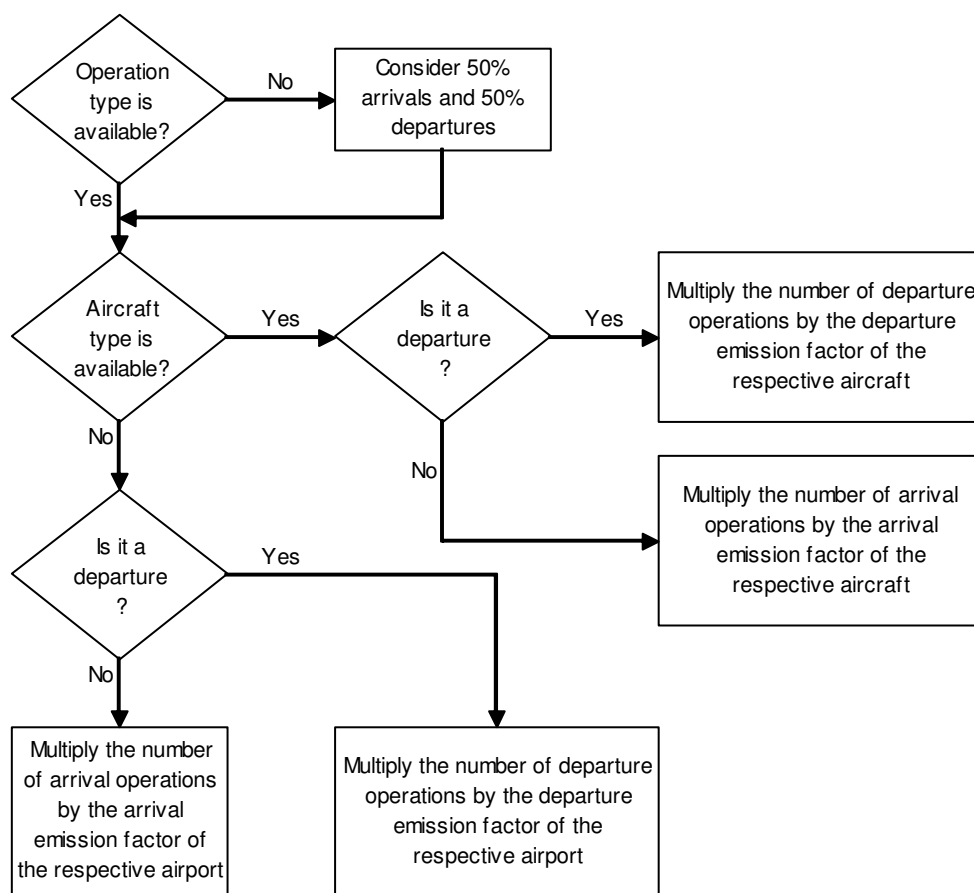 Operation
type is
available?
No
Consider 50%
arrivals and 50%
departures
Yes
Aircraft
type is
available?
Yes
Is it a
departure
?
Yes
Multiply the number of departure
operations by the departure
emission factor of the
respective aircraft
No
No
Multiply the number of arrival
operations by the arrival
emission factor of the
respective aircraft
Is it a
departure
?
Yes
No
Multiply the number
of arrival operations
by the arrival
emission factor of
the respective airport
Multiply the number of departure
operations by the departure
emission factor of the
respective airport